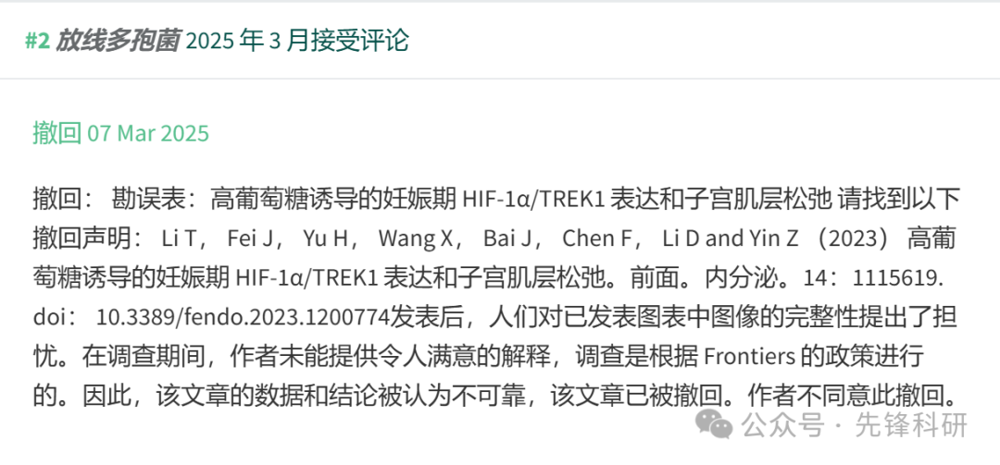 #2 放线多孢菌 2025 年 3 月接受评论
撤回 07 Mar 2025
撤回： 勘误表：高葡萄糖诱导的妊娠期 HIF-1α/TREK1 表达和子宫肌层松弛 请找到以下
撤回声明： Li T， Fei J， Yu H， Wang X， Bai J， Chen F， Li D and Yin Z （2023） 高葡
萄糖诱导的妊娠期 HIF-1α/TREK1 表达和子宫肌层松弛。前面。内分泌。14：1115619.
doi： 10.3389/fendo.2023.1200774发表后，人们对已发表图表中图像的完整性提出了担
忧。在调查期间，作者未能提供令人满意的解释，调查是根据 Frontiers 的政策进行
的。因此，该文章的数据和结论被认为不可靠，该文章已被撤回。作者不同意此撤回。
公众号 · 先锋科研